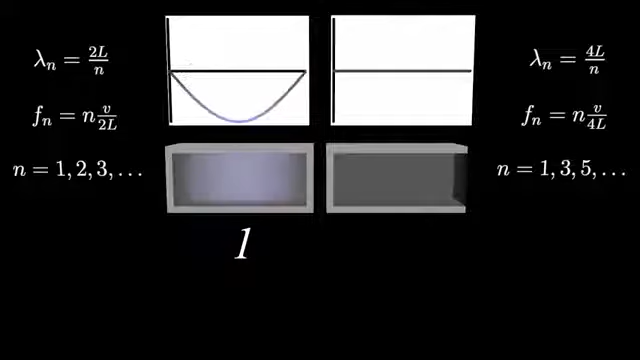 λₙ = 2L/n
fₙ = n v/2L
n = 1, 2, 3, . . .
1
λₙ = 4L/n
fₙ = n v/4L
n = 1, 3, 5, . . .